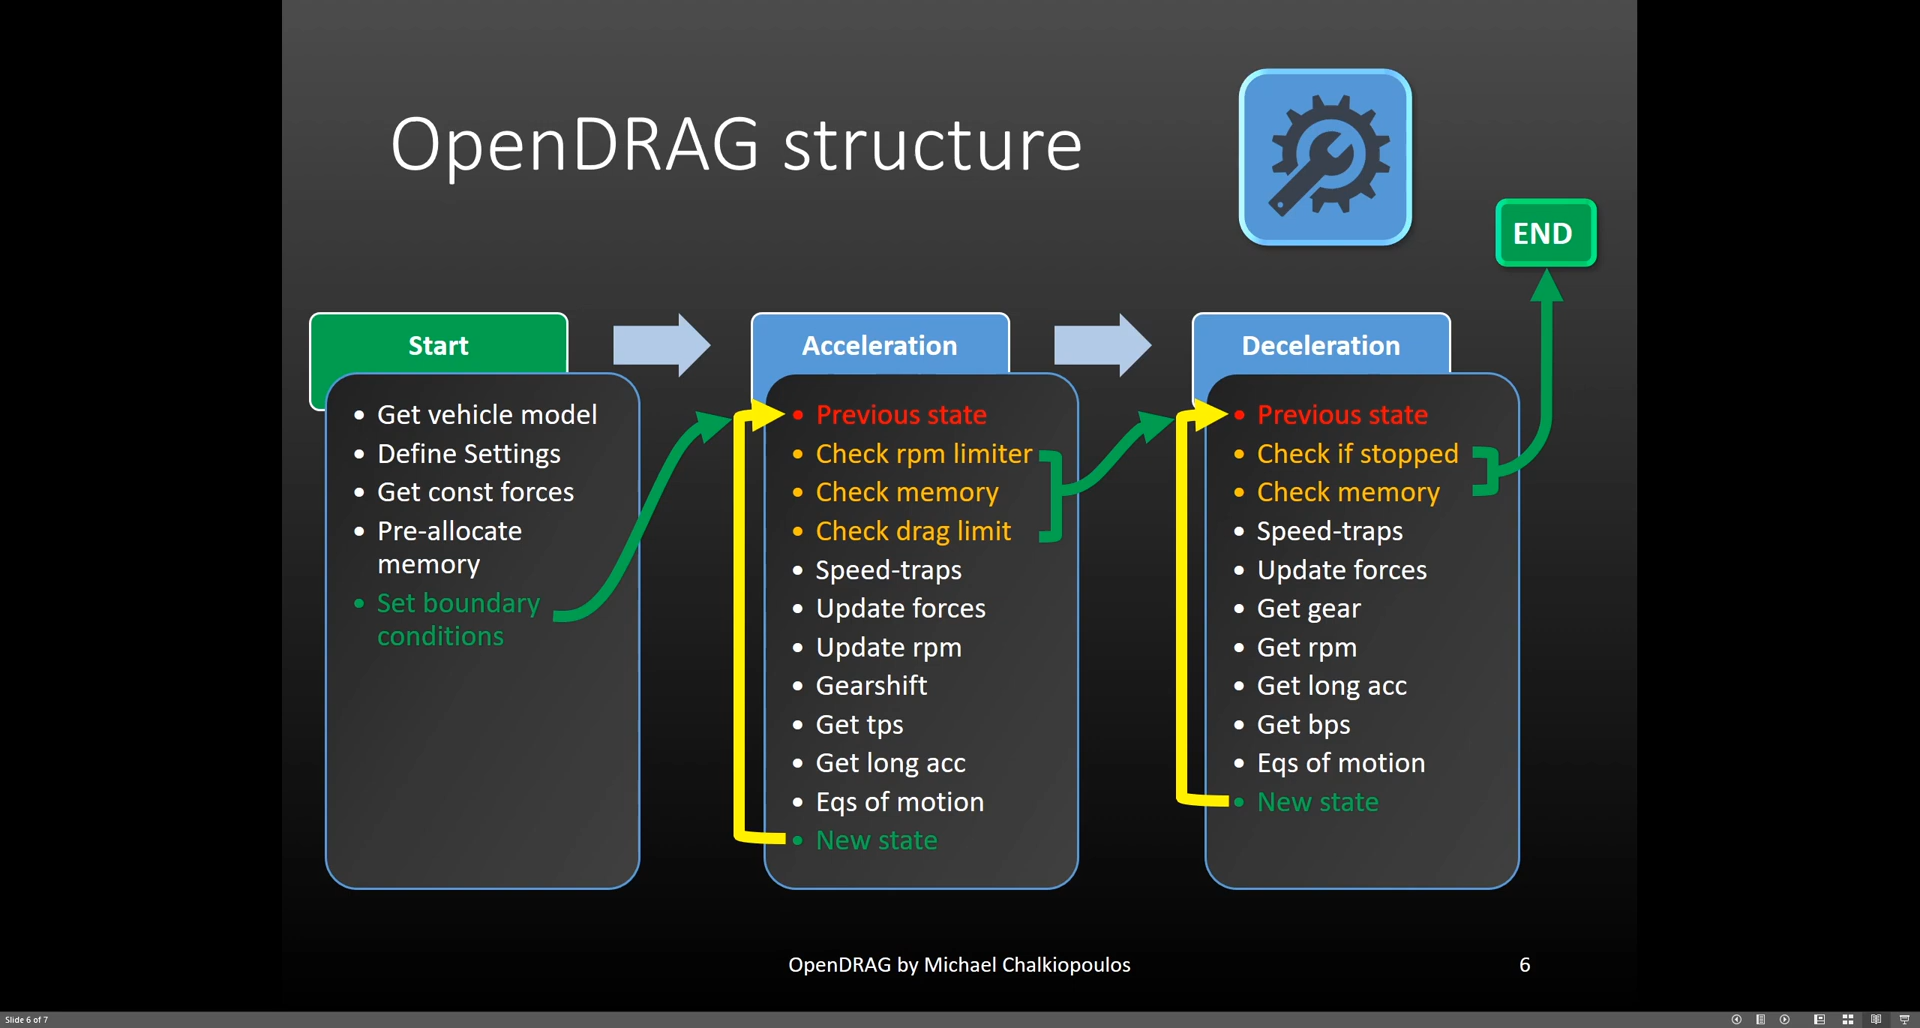 OpenDRAG structure
END
Start
Get vehicle model
Define Settings
Get const forces
Pre-allocate
memory
Set boundary
conditions
Acceleration
Previous state
Check rpm limiter
Check memory
Check drag limit
Speed-traps
Update forces
Update rpm
Gearshift
Get tps
Get long acc
Eqs of motion
New state
Deceleration
Previous state
Check if stopped
Check memory
Speed-traps
Update forces
Get gear
Get rpm
Get long acc
Get bps
Eqs of motion
New state
OpenDRAG by Michael Chalkiopoulos
6
Slide 6 of 7